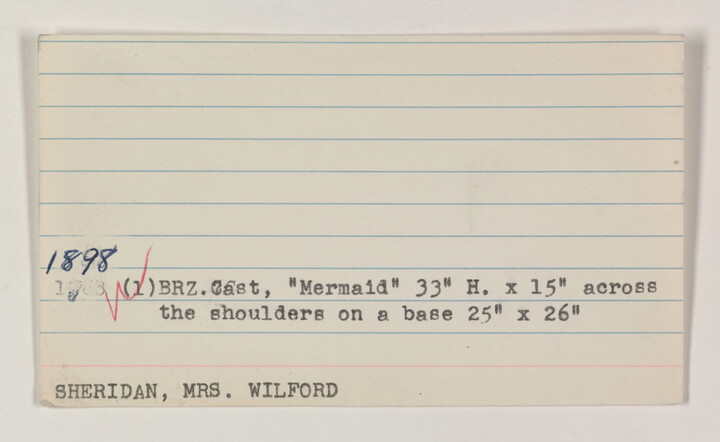 1898
(1)BRZ.Cast, "Mermaid" 33" H. x 15" across
the shoulders on a base 25" x 26"
SHERIDAN, MRS. WILFORD